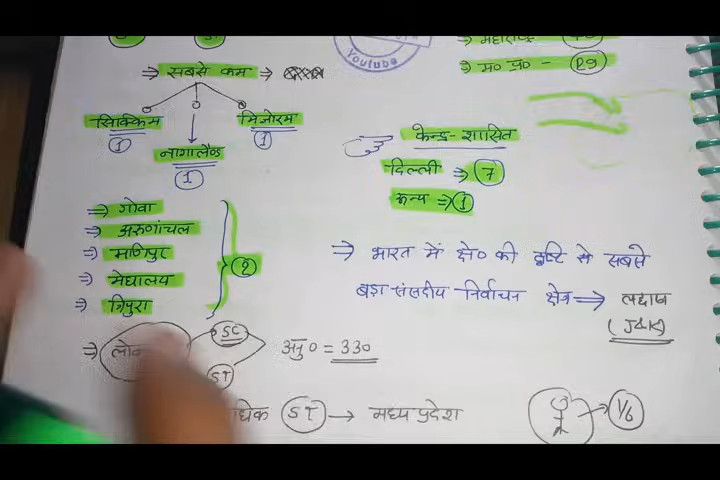 महाराष्ट्र
⇒ सबसे कम ⇒
सिक्किम
1
नागालैण्ड
1
मिजोरम
1
⇒ गोवा
⇒ अरुणांचल
⇒ माणिपुर
⇒ मेघालय
⇒ त्रिपुरा
2
⇒ SC
ST
अनु० = 330
ST → मध्य प्रदेश
Youtube
⇒ म० प्र० - 29
केन्द्र-शासित
दिल्ली ⇒ 7
अन्य ⇒ 1
⇒ भारत में क्षे० की दृष्टि से सबसे
बड़ा संसदीय निर्वाचन क्षेत्र ⇒ लद्दाख
(J&K)
1/6